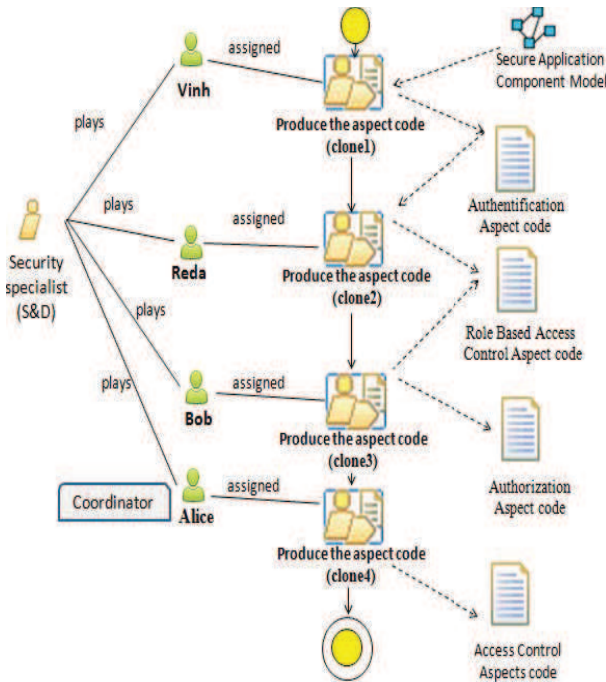 assigned
Vinh
Secure Application
Component Model
Produce the aspect code
(clone1)
plays
Authentification
Aspect code
plays
assigned
Reda
Security
specialist
(S&D)
Produce the aspect code
(clone2)
plays
Role Based Access
Control Aspect code
plays
assigned
Bob
Produce the aspect code
(clone3)
Authorization
Aspect code
Coordinator
assigned
Alice
Produce the aspect code
(clone4)
Access Control
Aspects code